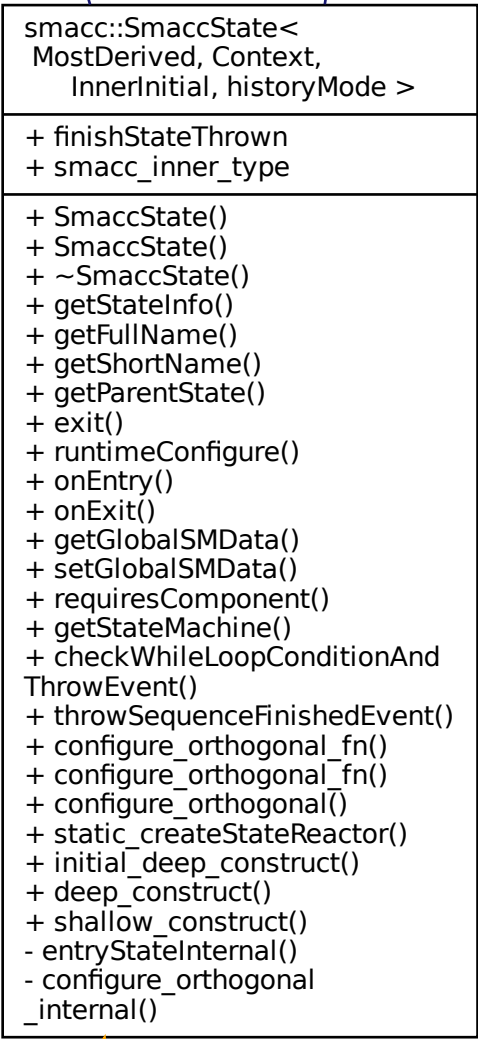 smacc::SmaccState<
MostDerived, Context,
InnerInitial, historyMode >
+ finishStateThrown
+ smacc_inner_type
+ SmaccState()
+ SmaccState()
+ ~SmaccState()
+ getStateInfo()
+ getFullName()
+ getShortName()
+ getParentState()
+ exit()
+ runtimeConfigure()
+ onEntry()
+ onExit()
+ getGlobalSMData()
+ setGlobalSMData()
+ requiresComponent()
+ getStateMachine()
+ checkWhileLoopConditionAnd
ThrowEvent()
+ throwSequenceFinishedEvent()
+ configure_orthogonal_fn()
+ configure_orthogonal_fn()
+ configure_orthogonal()
+ static_createStateReactor()
+ initial_deep_construct()
+ deep_construct()
+ shallow_construct()
- entryStateInternal()
- configure_orthogonal
_internal()